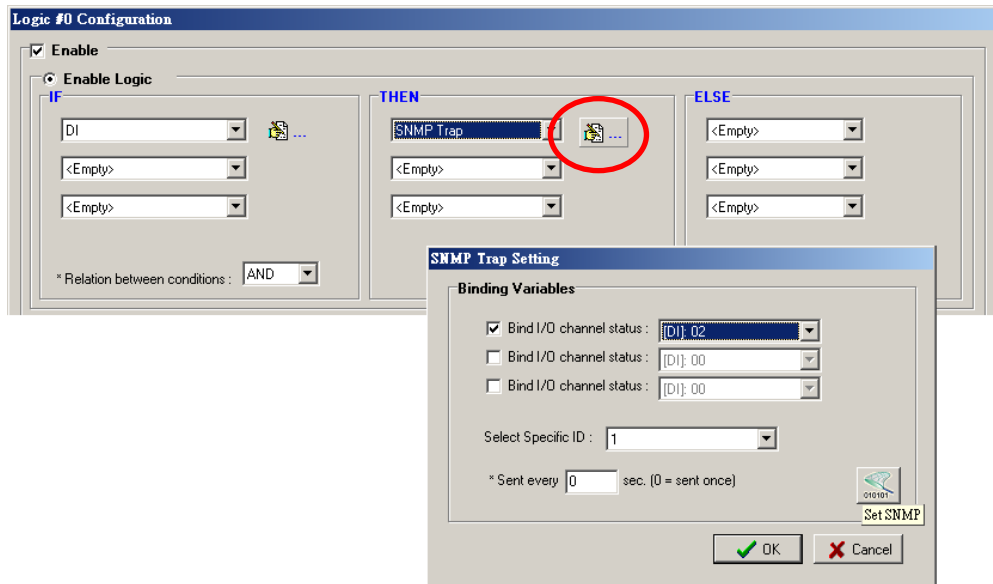 Logic #0 Configuration
Enable
Enable Logic
IF
THEN
ELSE
DI
...
SNMP Trap
...
<Empty>
<Empty>
<Empty>
<Empty>
<Empty>
<Empty>
<Empty>
* Relation between conditions :
AND
SNMP Trap Setting
Binding Variables
Bind I/O channel status :
[DI]: 02
Bind I/O channel status :
[DI]: 00
Bind I/O channel status :
[DI]: 00
Select Specific ID :
1
* Sent every
0
sec. (0 = sent once)
010101
Set SNMP
OK
Cancel